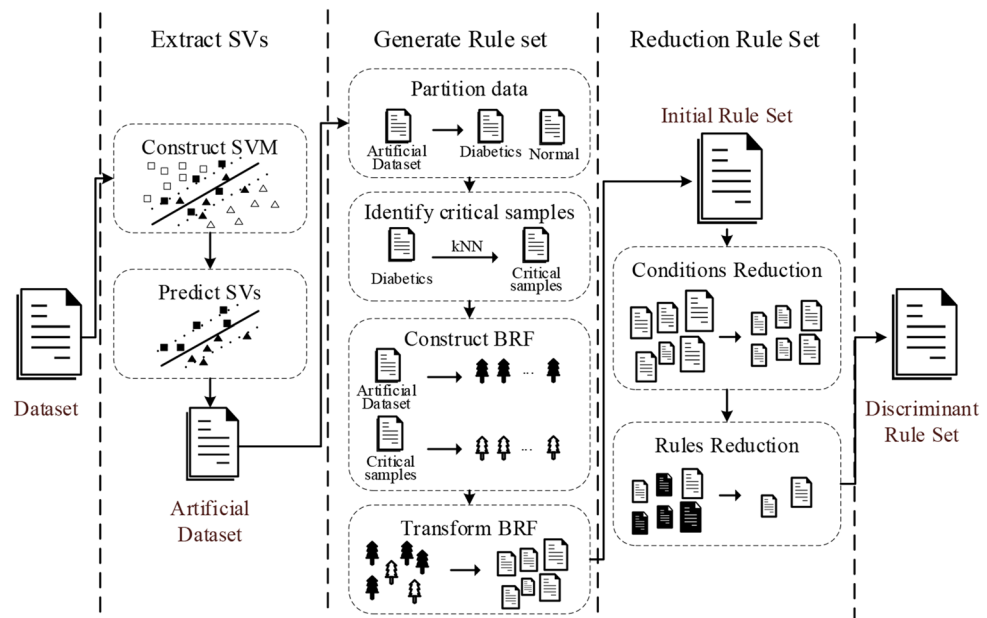 Extract SVs
Generate Rule set
Reduction Rule Set
Dataset
Construct SVM
Predict SVs
Artificial
Dataset
Partition data
Artificial
Dataset
Diabetics
Normal
Identify critical samples
kNN
Diabetics
Critical
samples
Construct BRF
Artificial
Dataset
...
Critical
samples
...
Transform BRF
Initial Rule Set
Conditions Reduction
Rules Reduction
Discriminant
Rule Set